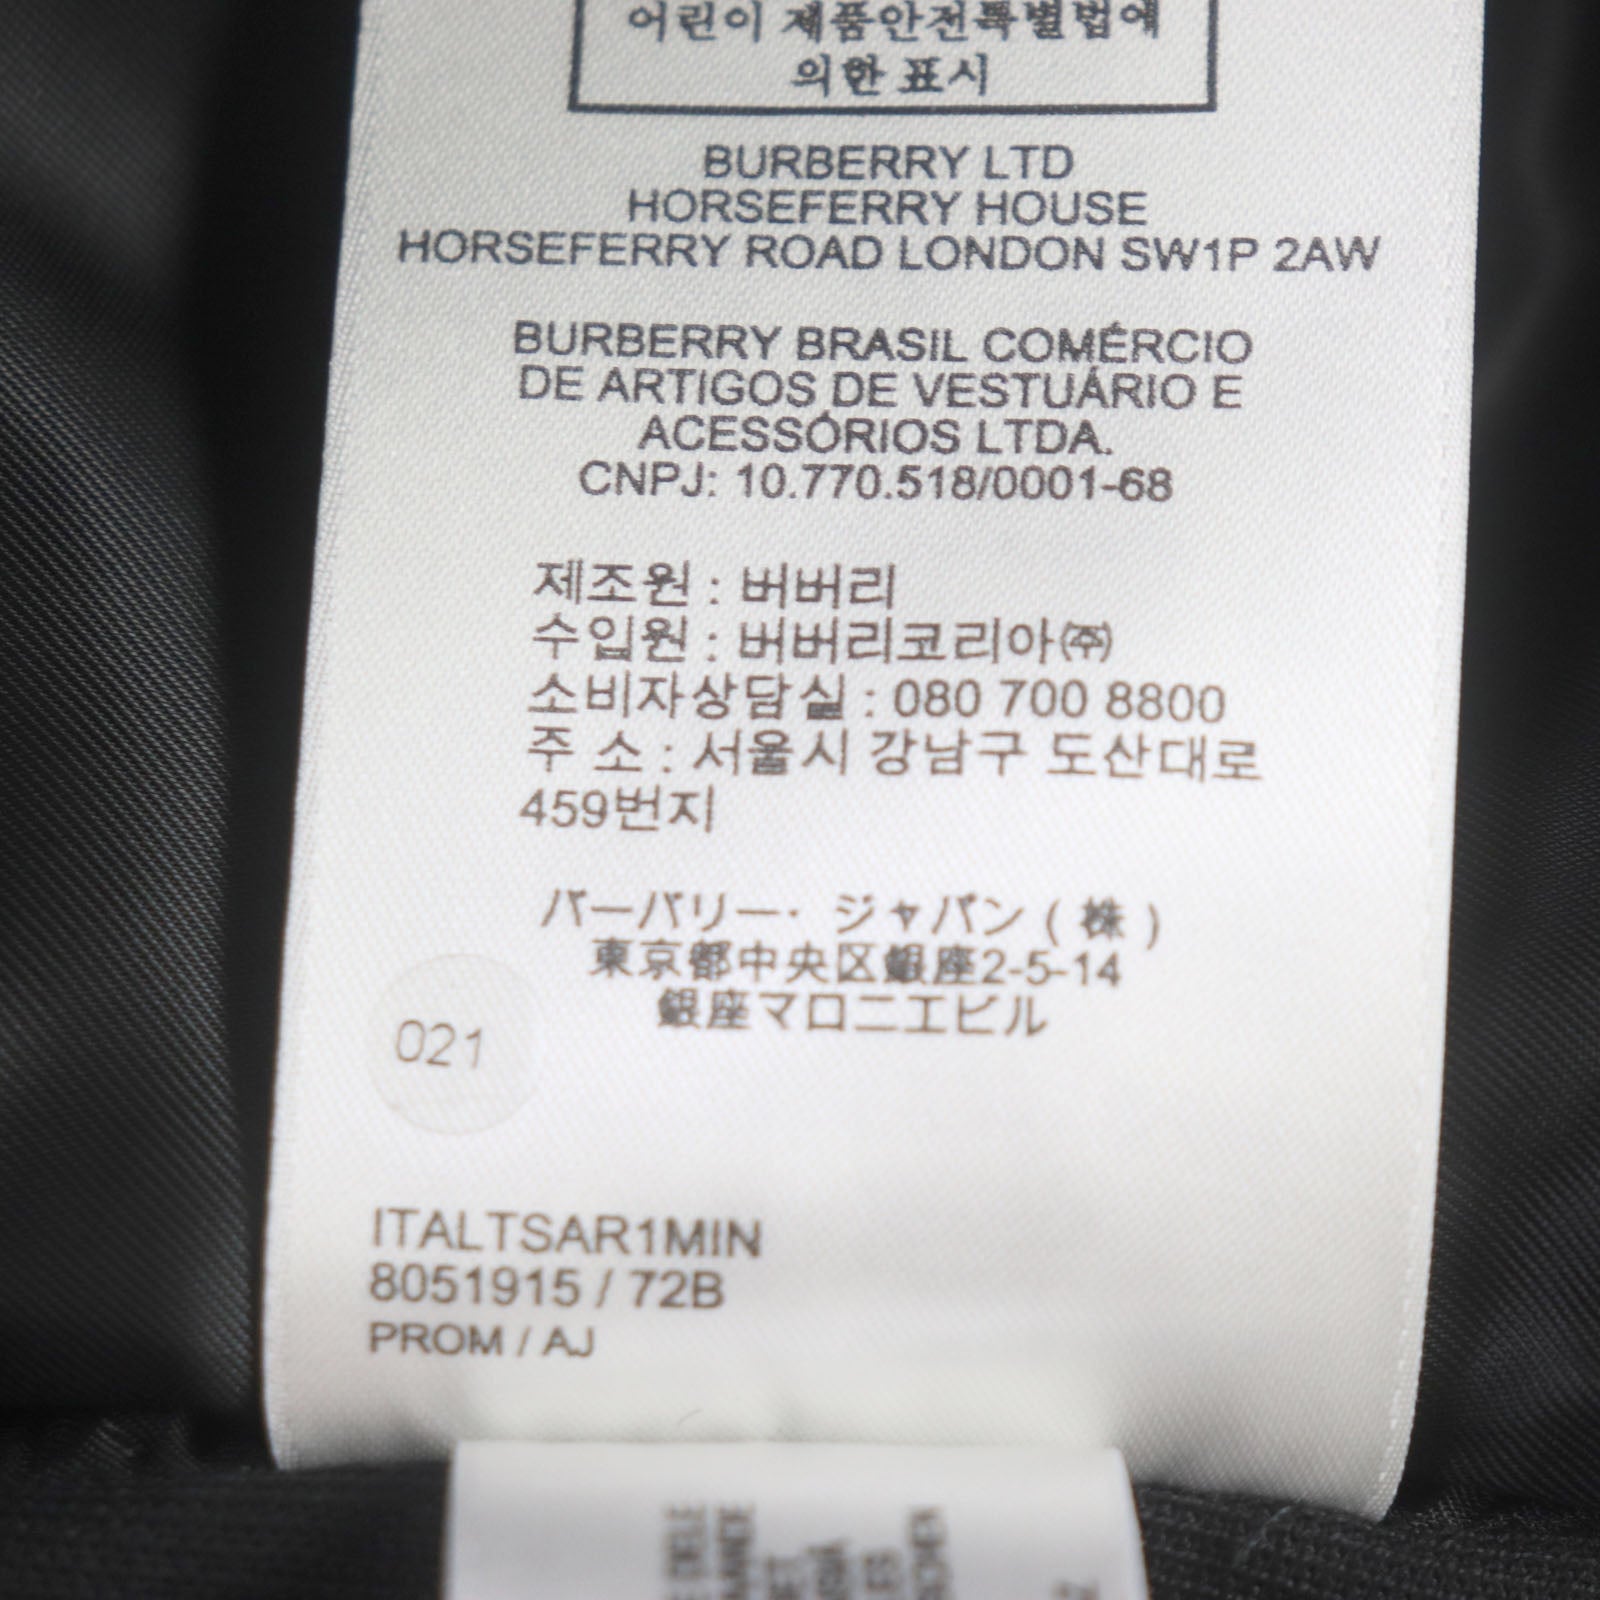 어린이 제품안전특별법에
의한 표시
BURBERRY LTD
HORSEFERRY HOUSE
HORSEFERRY ROAD LONDON SW1P 2AW
BURBERRY BRASIL COMÉRCIO
DE ARTIGOS DE VESTUÁRIO E
ACESSÓRIOS LTDA.
CNPJ: 10.770.518/0001-68
제조원 : 버버리
수입원 : 버버리코리아㈜
소비자상담실 : 080 700 8800
주 소 : 서울시 강남구 도산대로
459번지
バーバリー・ジャパン ( 株 )
東京都中央区銀座2-5-14
銀座マロニエビル
021
ITALTSAR1MIN
8051915 / 72B
PROM / AJ